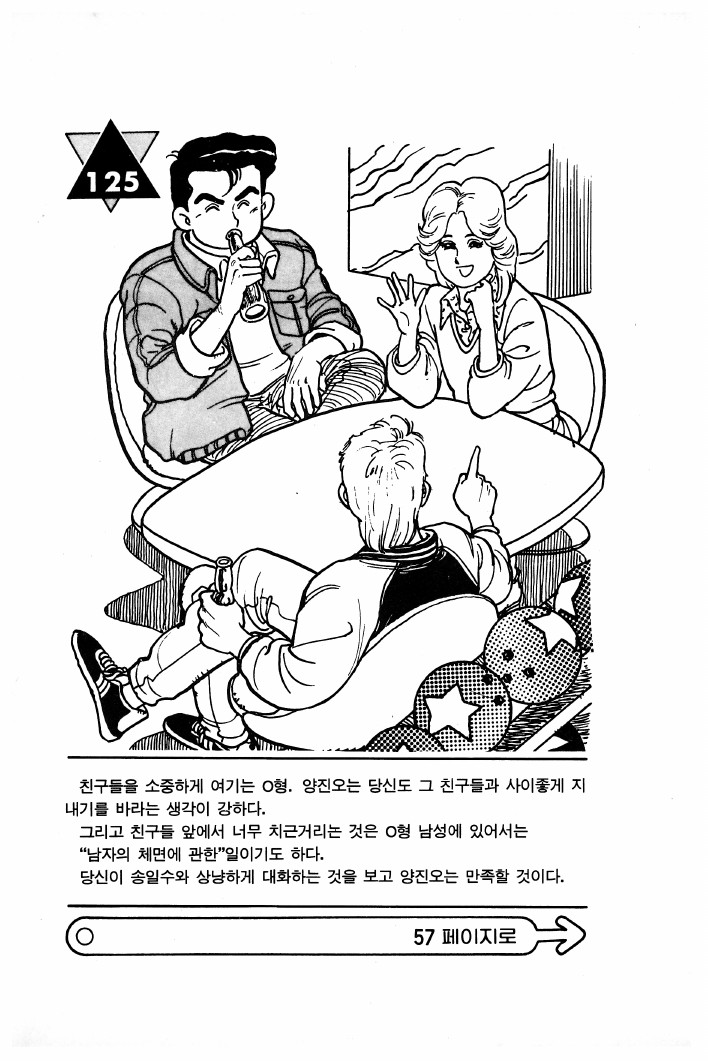 125
친구들을 소중하게 여기는 O형. 양진오는 당신도 그 친구들과 사이좋게 지
내기를 바라는 생각이 강하다.
그리고 친구들 앞에서 너무 치근거리는 것은 O형 남성에 있어서는
“남자의 체면에 관한”일이기도 하다.
당신이 송일수와 상냥하게 대화하는 것을 보고 양진오는 만족할 것이다.
57 페이지로